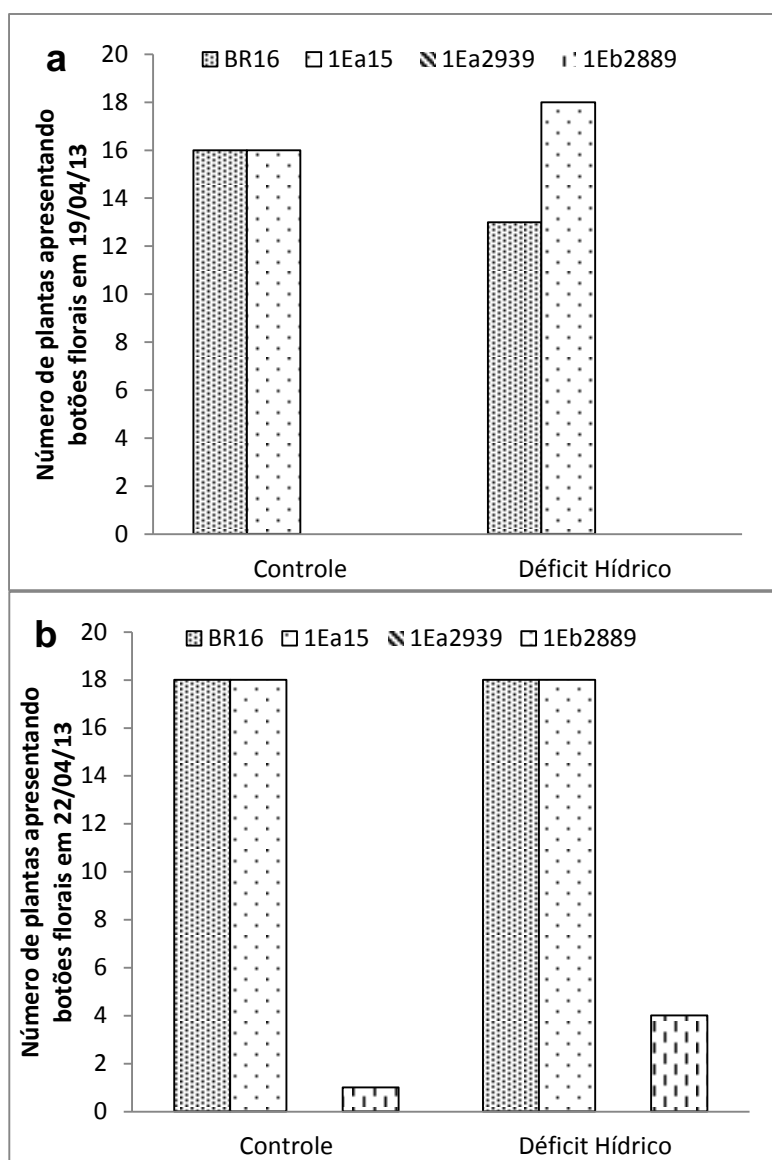 a
BR16 1Ea15 1Ea2939 1Eb2889
Número de plantas apresentando
botões florais em 19/04/13
20
18
16
14
12
10
8
6
4
2
0
Controle Déficit Hídrico
b
BR16 1Ea15 1Ea2939 1Eb2889
Número de plantas apresentando
botões florais em 22/04/13
20
18
16
14
12
10
8
6
4
2
0
Controle Déficit Hídrico